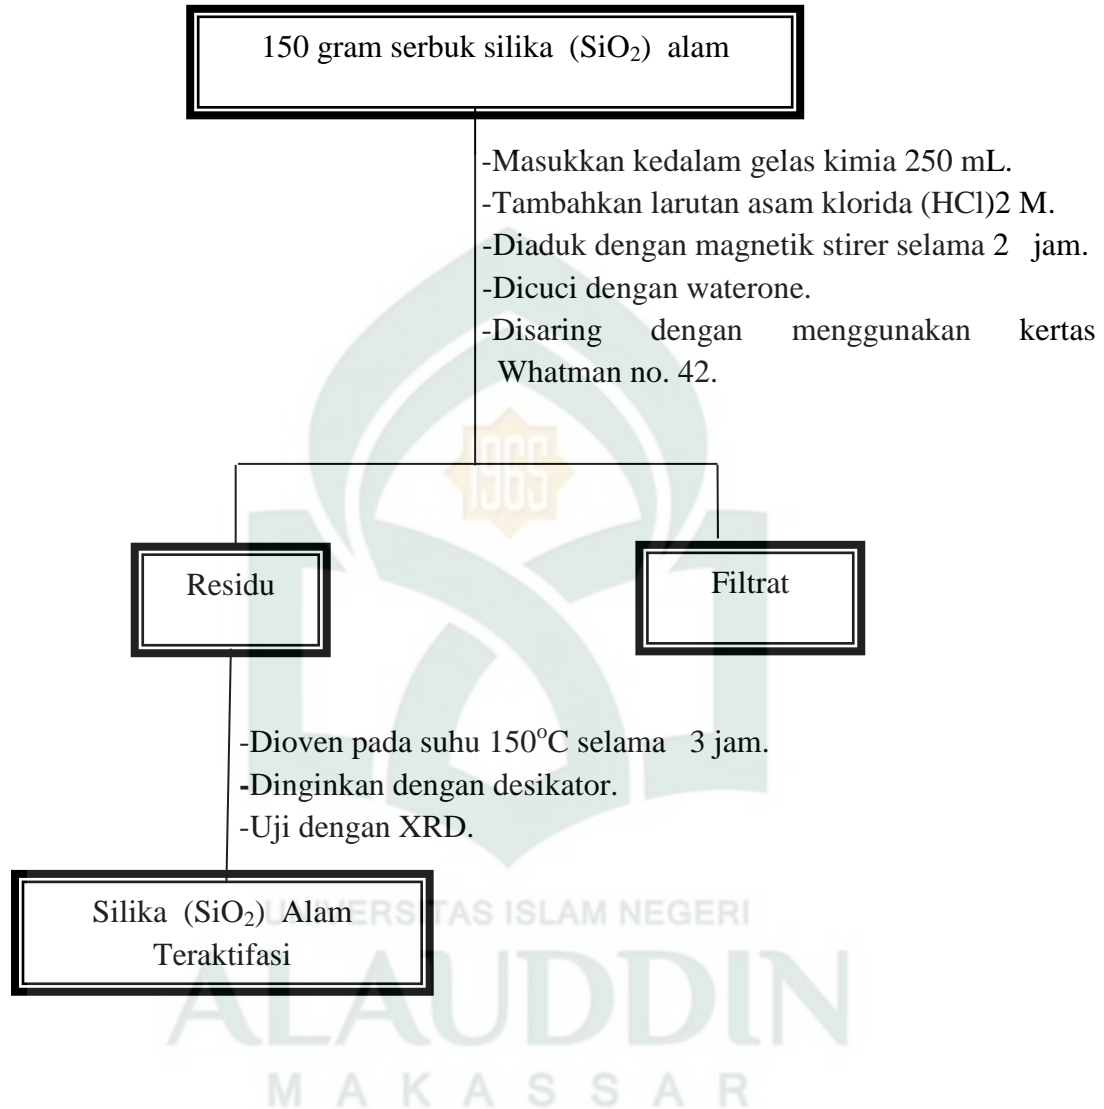 150 gram serbuk silika (SiO₂) alam
-Masukkan kedalam gelas kimia 250 mL.
-Tambahkan larutan asam klorida (HCl)2 M.
-Diaduk dengan magnetik stirer selama 2 jam.
-Dicuci dengan waterone.
-Disaring dengan menggunakan kertas
Whatman no. 42.
1965
Residu
Filtrat
-Dioven pada suhu 150°C selama 3 jam.
-Dinginkan dengan desikator.
-Uji dengan XRD.
Silika (SiO₂) Alam
Teraktifasi
UNIVERSITAS ISLAM NEGERI
ALAUDDIN
MAKASSAR